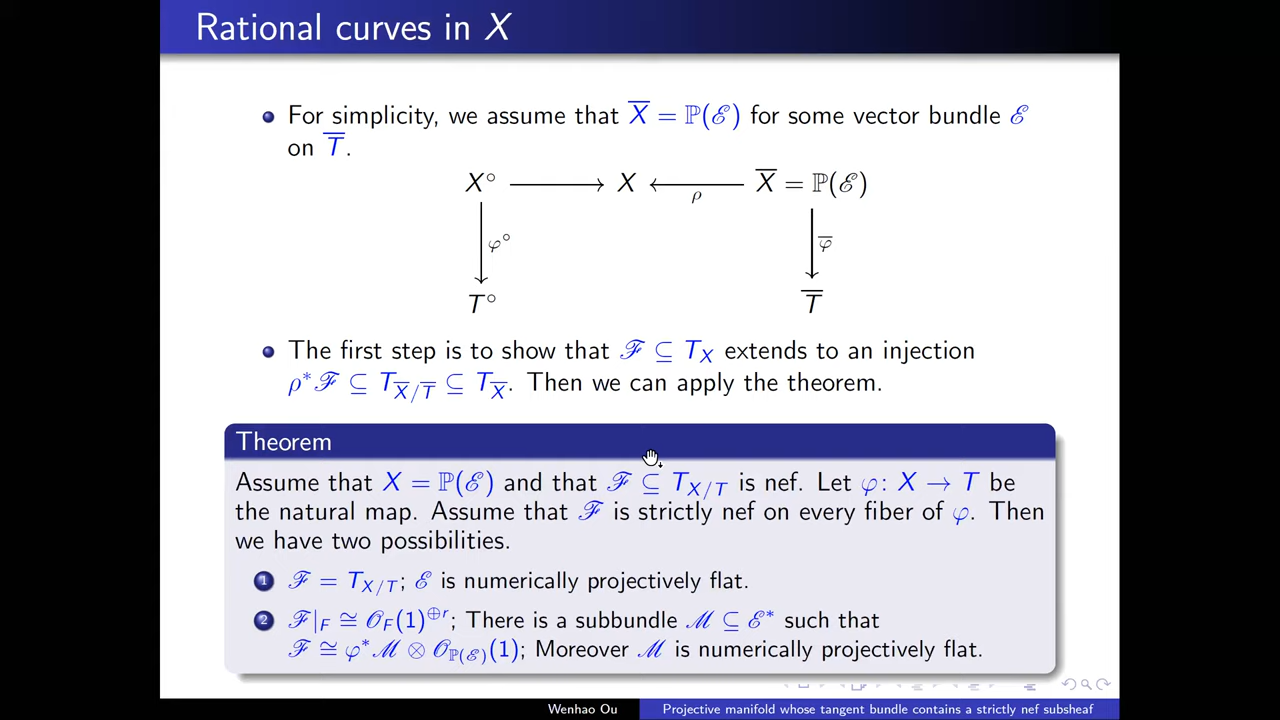 Rational curves in X
For simplicity, we assume that X̅ = ℙ(ℰ) for some vector bundle ℰ
on T̅.
X° X ρ X̅ = ℙ(ℰ)
φ° φ̅
T° T̅
The first step is to show that ℱ ⊆ T_X extends to an injection
ρ*ℱ ⊆ T_{X̅/T̅} ⊆ T_X̅. Then we can apply the theorem.
Theorem
Assume that X = ℙ(ℰ) and that ℱ ⊆ T_{X/T} is nef. Let φ: X → T be
the natural map. Assume that ℱ is strictly nef on every fiber of φ. Then
we have two possibilities.
1 ℱ = T_{X/T}; ℰ is numerically projectively flat.
2 ℱ|_F ≅ 𝒪_F(1)^{⊕r}; There is a subbundle ℳ ⊆ ℰ* such that
ℱ ≅ φ*ℳ ⊗ 𝒪_{ℙ(ℰ)}(1); Moreover ℳ is numerically projectively flat.
Wenhao Ou Projective manifold whose tangent bundle contains a strictly nef subsheaf